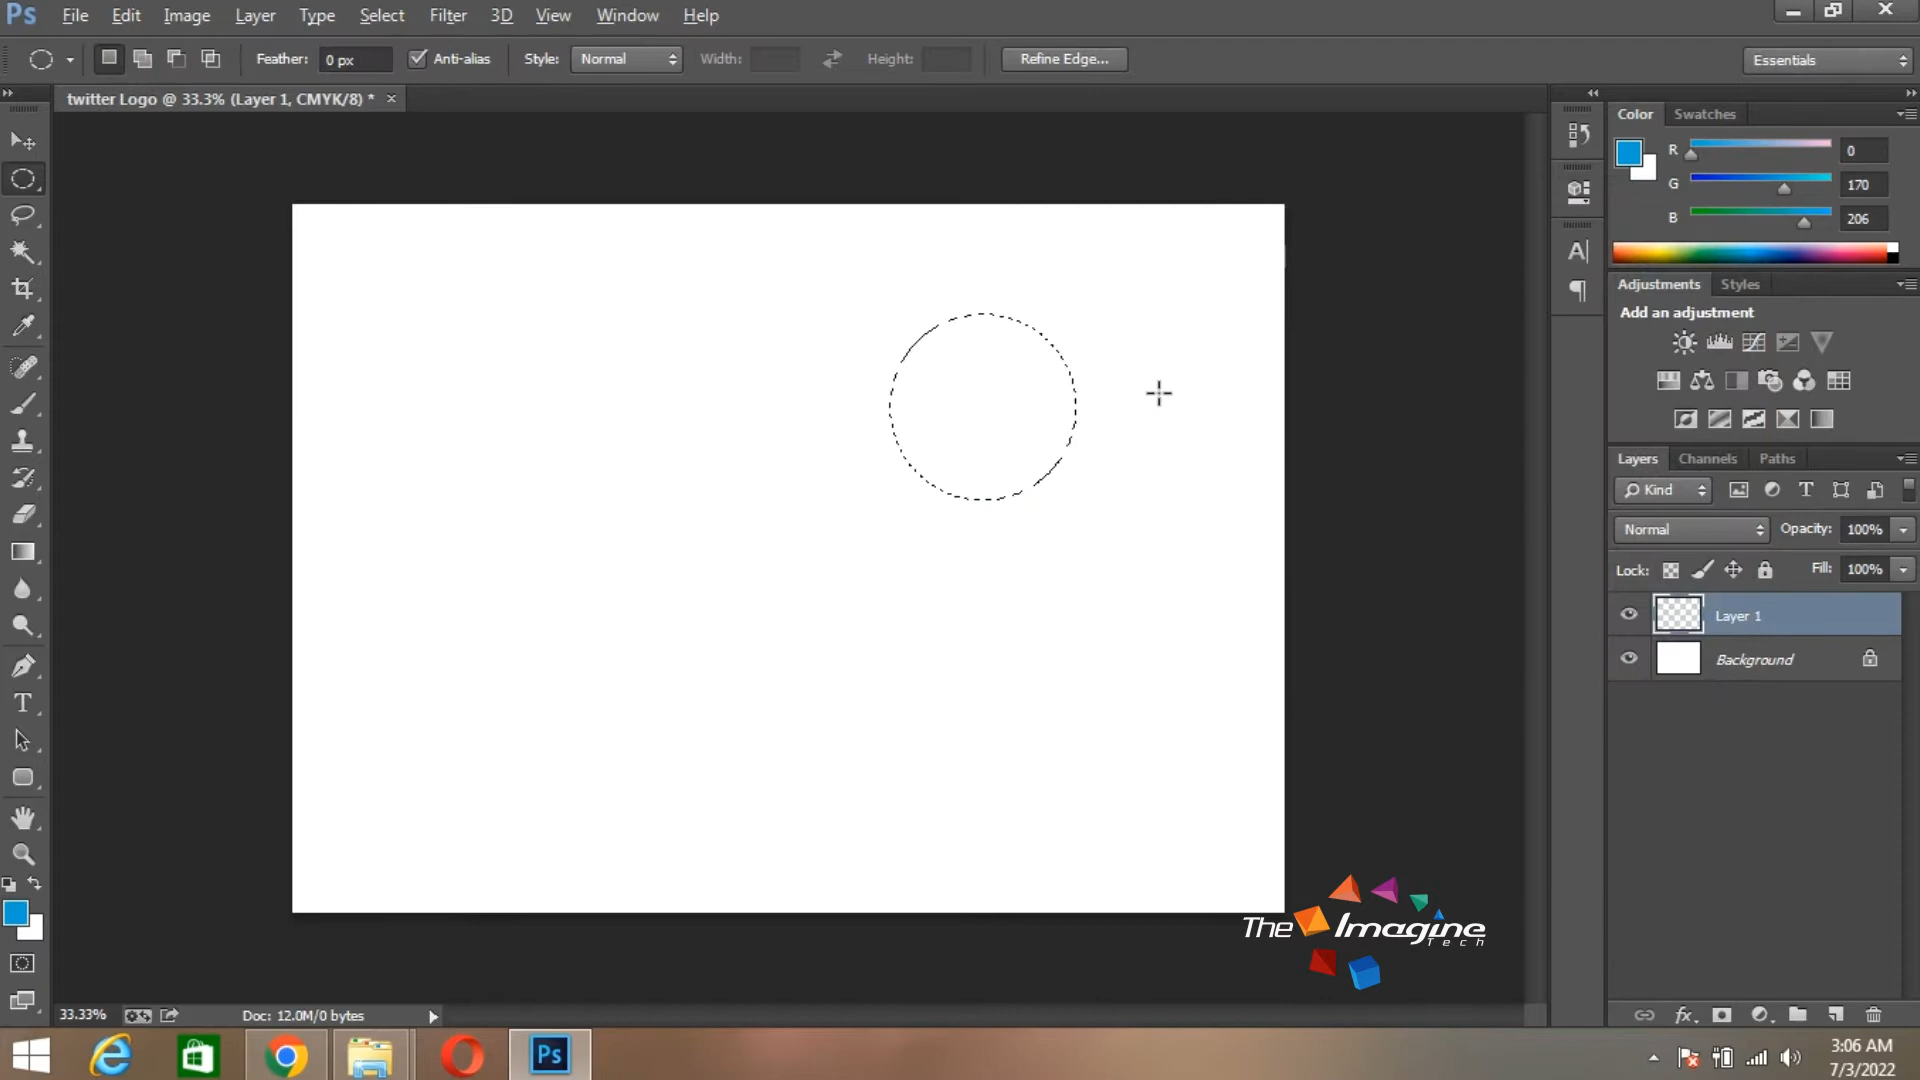 Ps File Edit Image Layer Type Select Filter 3D View Window Help
Feather: 0 px Anti-alias Style: Normal Width: Height: Refine Edge... Essentials
twitter Logo @ 33.3% (Layer 1, CMYK/8) * ×
Color Swatches
R 0
G 170
B 206
Adjustments Styles
Add an adjustment
Layers Channels Paths
Kind
Normal Opacity: 100%
Lock: Fill: 100%
Layer 1
Background
The Imagine
Tech
33.33% Doc: 12.0M/0 bytes
Ps
3:06 AM
7/3/2022